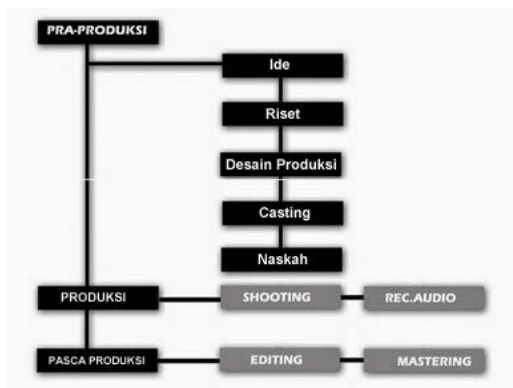 PRA-PRODUKSI
Ide
Riset
Desain Produksi
Casting
Naskah
PRODUKSI
SHOOTING
REC.AUDIO
PASCA PRODUKSI
EDITING
MASTERING